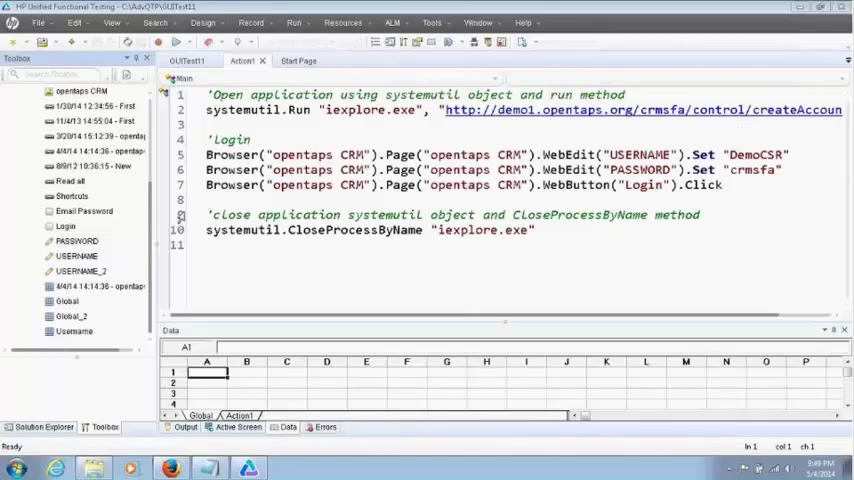 HP Unified Functional Testing
File Edit View Search Design Record Run Resources ALM Tools Window Help
Toolbox
GUITest11 Action1 Start Page
Search Toolbox
Main
opentaps CRM
1/30/14 12:34:56 - First
11/4/13 14:55:04 - First
3/20/14 15:12:39 - opentap
4/4/14 14:14:36 - opentaps
8/9/12 10:36:15 - New
Read all
Shortcuts
Email Password
Login
PASSWORD
USERNAME
USERNAME_2
4/4/14 14:14:36 - opentap
Global
Global_2
Username
1 'Open application using systemutil object and run method
2 systemutil.Run "iexplore.exe", "http://demo1.opentaps.org/crmsfa/control/createAccoun
3
4 'login
5 Browser("opentaps CRM").Page("opentaps CRM").WebEdit("USERNAME").Set "DemoCSR"
6 Browser("opentaps CRM").Page("opentaps CRM").WebEdit("PASSWORD").Set "crmsfa"
7 Browser("opentaps CRM").Page("opentaps CRM").WebButton("Login").Click
8
9 'close application systemutil object and CloseProcessByName method
10 systemutil.CloseProcessByName "iexplore.exe"
11
Data
A1
A B C D E F G H I J K L M N O P
1
2
3
4
Global Action1
Solution Explorer Toolbox Output Active Screen Data Errors
Ready ln 1 col 1 ch 1
9:49 PM
5/4/2014